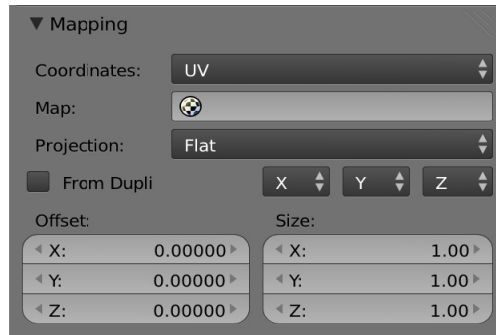 Mapping
Coordinates: UV
Map:
Projection: Flat
From Dupli X Y Z
Offset: Size:
X: 0.00000 X: 1.00
Y: 0.00000 Y: 1.00
Z: 0.00000 Z: 1.00